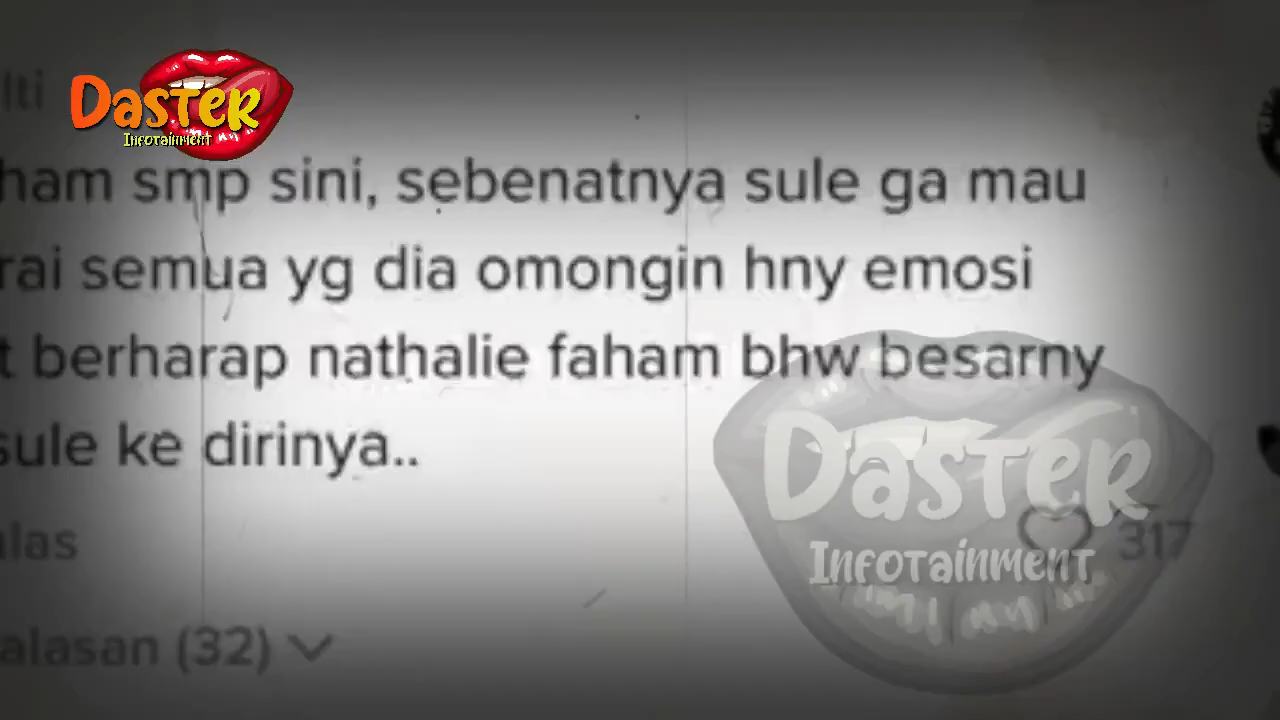 lti
DASTER
INFOTAINMENT
ham smp sini, sebenatnya sule ga mau
rai semua yg dia omongin hny emosi
t berharap nathalie faham bhw besarny
sule ke dirinya..
DASTER
INFOTAINMENT
317
alas
alasan (32)